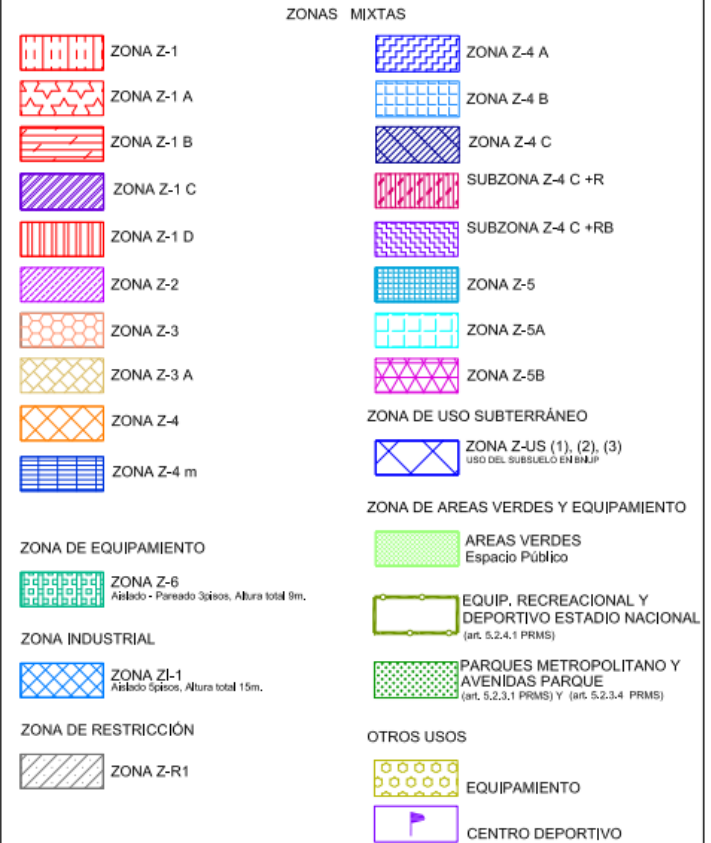 ZONAS MIXTAS
ZONA Z-1
ZONA Z-1 A
ZONA Z-1 B
ZONA Z-1 C
ZONA Z-1 D
ZONA Z-2
ZONA Z-3
ZONA Z-3 A
ZONA Z-4
ZONA Z-4 m
ZONA DE EQUIPAMIENTO
ZONA Z-6
Aislado - Pareado 3pisos, Altura total 9m.
ZONA INDUSTRIAL
ZONA ZI-1
Aislado 5pisos, Altura total 15m.
ZONA DE RESTRICCIÓN
ZONA Z-R1
ZONA Z-4 A
ZONA Z-4 B
ZONA Z-4 C
SUBZONA Z-4 C +R
SUBZONA Z-4 C +RB
ZONA Z-5
ZONA Z-5A
ZONA Z-5B
ZONA DE USO SUBTERRÁNEO
ZONA Z-US (1), (2), (3)
USO DEL SUBSUELO EN BNUP
ZONA DE AREAS VERDES Y EQUIPAMIENTO
AREAS VERDES
Espacio Público
EQUIP. RECREACIONAL Y
DEPORTIVO ESTADIO NACIONAL
(art. 5.2.4.1 PRMS)
PARQUES METROPOLITANO Y
AVENIDAS PARQUE
(art. 5.2.3.1 PRMS) Y (art. 5.2.3.4 PRMS)
OTROS USOS
EQUIPAMIENTO
CENTRO DEPORTIVO